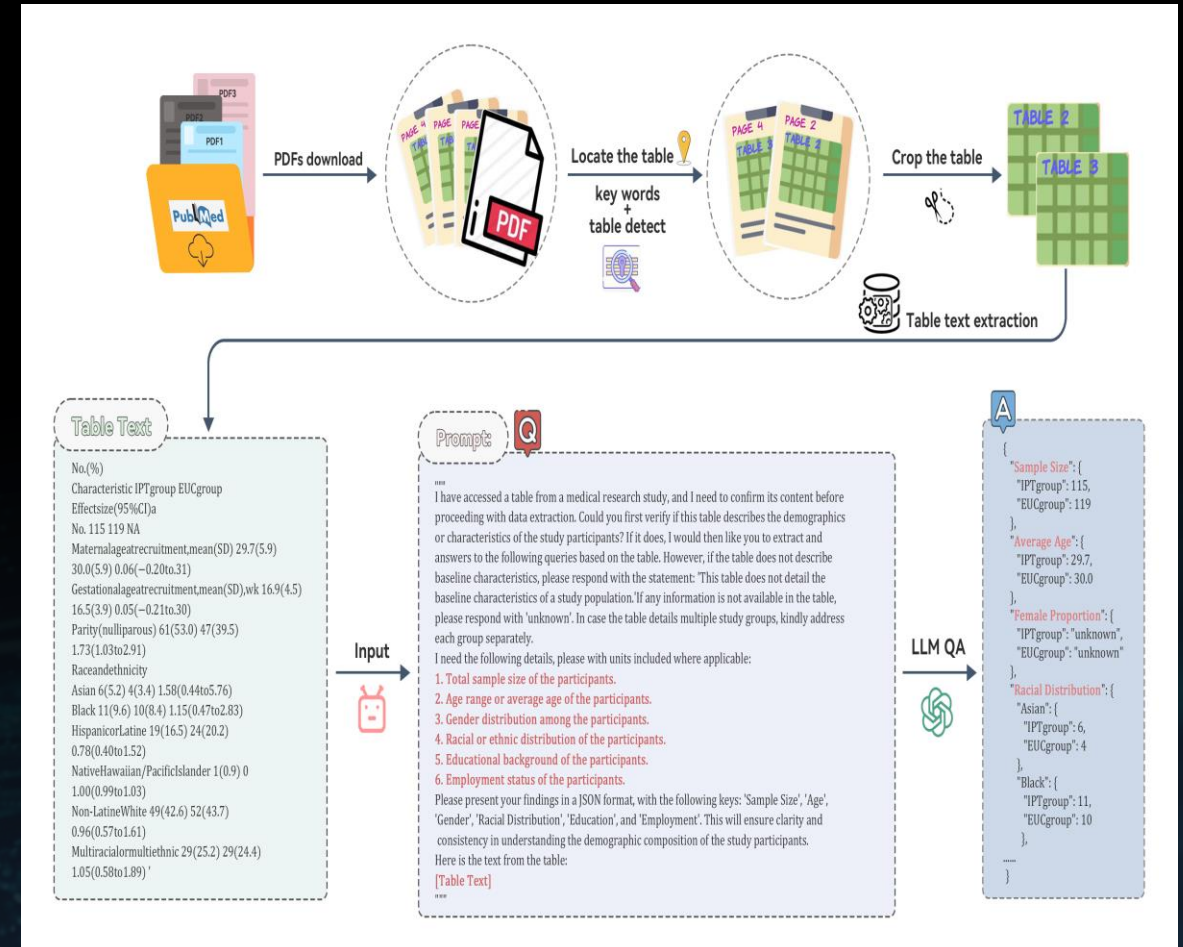 PDF3
PDF2
PDF1
PubMed
PDFs download
PAGE 4 PAGE PAGE
PDF
Locate the table
key words
+
table detect
PAGE 4 PAGE 2
TABLE 3 TABLE 2
Crop the table
TABLE 2
TABLE 3
Table text extraction
Table Text
No.(%)
Characteristic IPTgroup EUCgroup
Effectsize(95%CI)a
No. 115 119 NA
Maternalageatrecruitment,mean(SD) 29.7(5.9)
30.0(5.9) 0.06(−0.20to.31)
Gestationalageatrecruitment,mean(SD),wk 16.9(4.5)
16.5(3.9) 0.05(−0.21to.30)
Parity(nulliparous) 61(53.0) 47(39.5)
1.73(1.03to2.91)
Raceandethnicity
Asian 6(5.2) 4(3.4) 1.58(0.44to5.76)
Black 11(9.6) 10(8.4) 1.15(0.47to2.83)
HispanicorLatine 19(16.5) 24(20.2)
0.78(0.40to1.52)
NativeHawaiian/PacificIslander 1(0.9) 0
1.00(0.99to1.03)
Non-LatineWhite 49(42.6) 52(43.7)
0.96(0.57to1.61)
Multiracialormultiethnic 29(25.2) 29(24.4)
1.05(0.58to1.89) '
Input
Prompt:
Q
"""
I have accessed a table from a medical research study, and I need to confirm its content before
proceeding with data extraction. Could you first verify if this table describes the demographics
or characteristics of the study participants? If it does, I would then like you to extract and
answers to the following queries based on the table. However, if the table does not describe
baseline characteristics, please respond with the statement: 'This table does not detail the
baseline characteristics of a study population.'If any information is not available in the table,
please respond with 'unknown'. In case the table details multiple study groups, kindly address
each group separately.
I need the following details, please with units included where applicable:
1. Total sample size of the participants.
2. Age range or average age of the participants.
3. Gender distribution among the participants.
4. Racial or ethnic distribution of the participants.
5. Educational background of the participants.
6. Employment status of the participants.
Please present your findings in a JSON format, with the following keys: 'Sample Size', 'Age',
'Gender', 'Racial Distribution', 'Education', and 'Employment'. This will ensure clarity and
consistency in understanding the demographic composition of the study participants.
Here is the text from the table:
[Table Text]
"""
LLM QA
A
{
"Sample Size": {
"IPTgroup": 115,
"EUCgroup": 119
},
"Average Age": {
"IPTgroup": 29.7,
"EUCgroup": 30.0
},
"Female Proportion": {
"IPTgroup": "unknown",
"EUCgroup": "unknown"
},
"Racial Distribution": {
"Asian": {
"IPTgroup": 6,
"EUCgroup": 4
},
"Black": {
"IPTgroup": 11,
"EUCgroup": 10
},
......
}